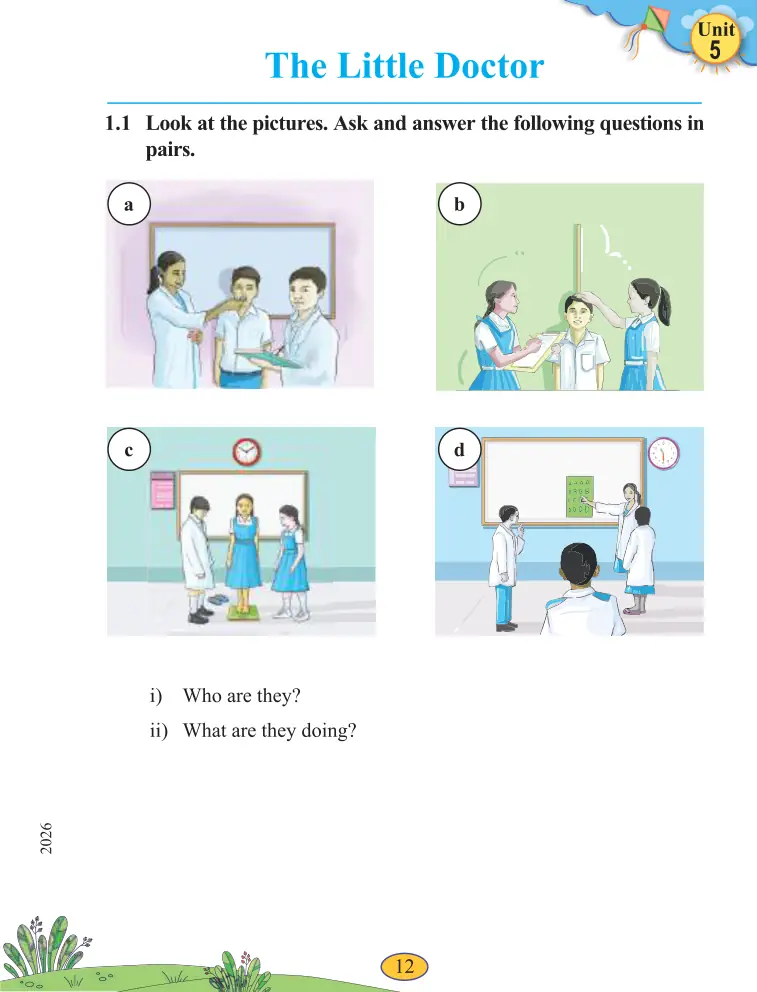 Unit
5
The Little Doctor
1.1 Look at the pictures. Ask and answer the following questions in
pairs.
a
b
c
d
i) Who are they?
ii) What are they doing?
2026
12